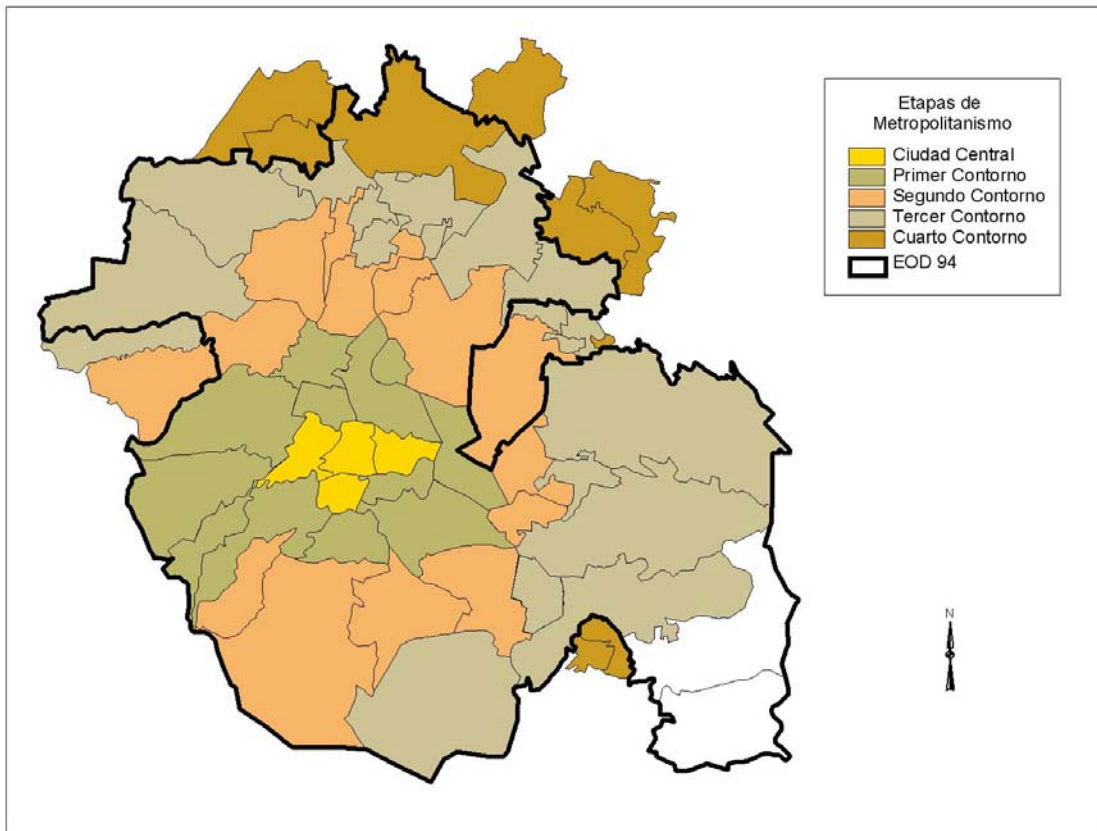 Etapas de
Metropolitanismo
Ciudad Central
Primer Contorno
Segundo Contorno
Tercer Contorno
Cuarto Contorno
EOD 94
N